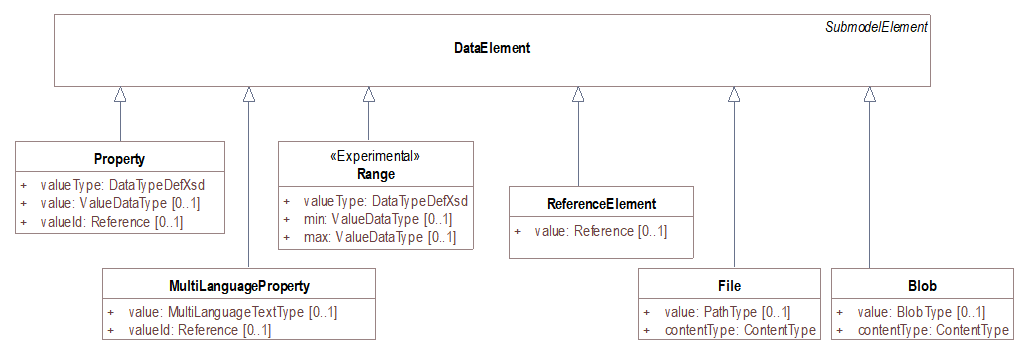 SubmodelElement
DataElement
Property
+ valueType: DataTypeDefXsd
+ value: ValueDataType [0..1]
+ valueId: Reference [0..1]
«Experimental»
Range
+ valueType: DataTypeDefXsd
+ min: ValueDataType [0..1]
+ max: ValueDataType [0..1]
ReferenceElement
+ value: Reference [0..1]
MultiLanguageProperty
+ value: MultiLanguageTextType [0..1]
+ valueId: Reference [0..1]
File
+ value: PathType [0..1]
+ contentType: ContentType
Blob
+ value: BlobType [0..1]
+ contentType: ContentType